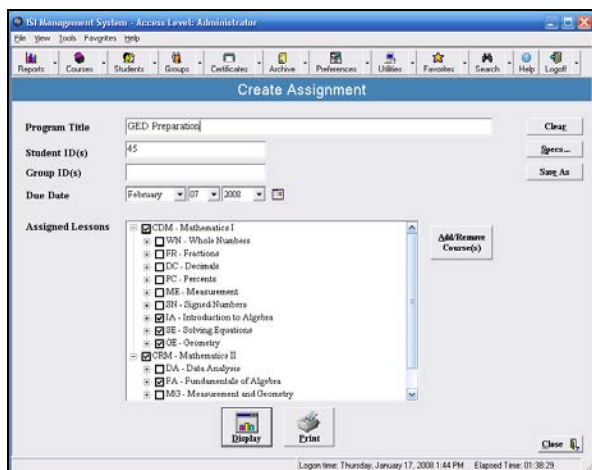 ISI Management System - Access Level: Administrator
File View Tools Favorites Help
Reports Courses Students Groups Certificates Archive Preferences Utilities Favorites Search Help Logoff
Create Assignment
Program Title GED Preparation Clear
Student ID(s) 45 Specs...
Group ID(s) Save As
Due Date February 07 2008
Assigned Lessons CDM - Mathematics I Add/Remove
WN - Whole Numbers Course(s)
FR - Fractions
DC - Decimals
PC - Percents
ME - Measurement
SN - Signed Numbers
IA - Introduction to Algebra
SE - Solving Equations
GE - Geometry
CRM - Mathematics II
DA - Data Analysis
FA - Fundamentals of Algebra
MG - Measurement and Geometry
Display Print
Close
Logon time: Thursday, January 17, 2008 1:44 PM Elapsed Time: 01:38:29